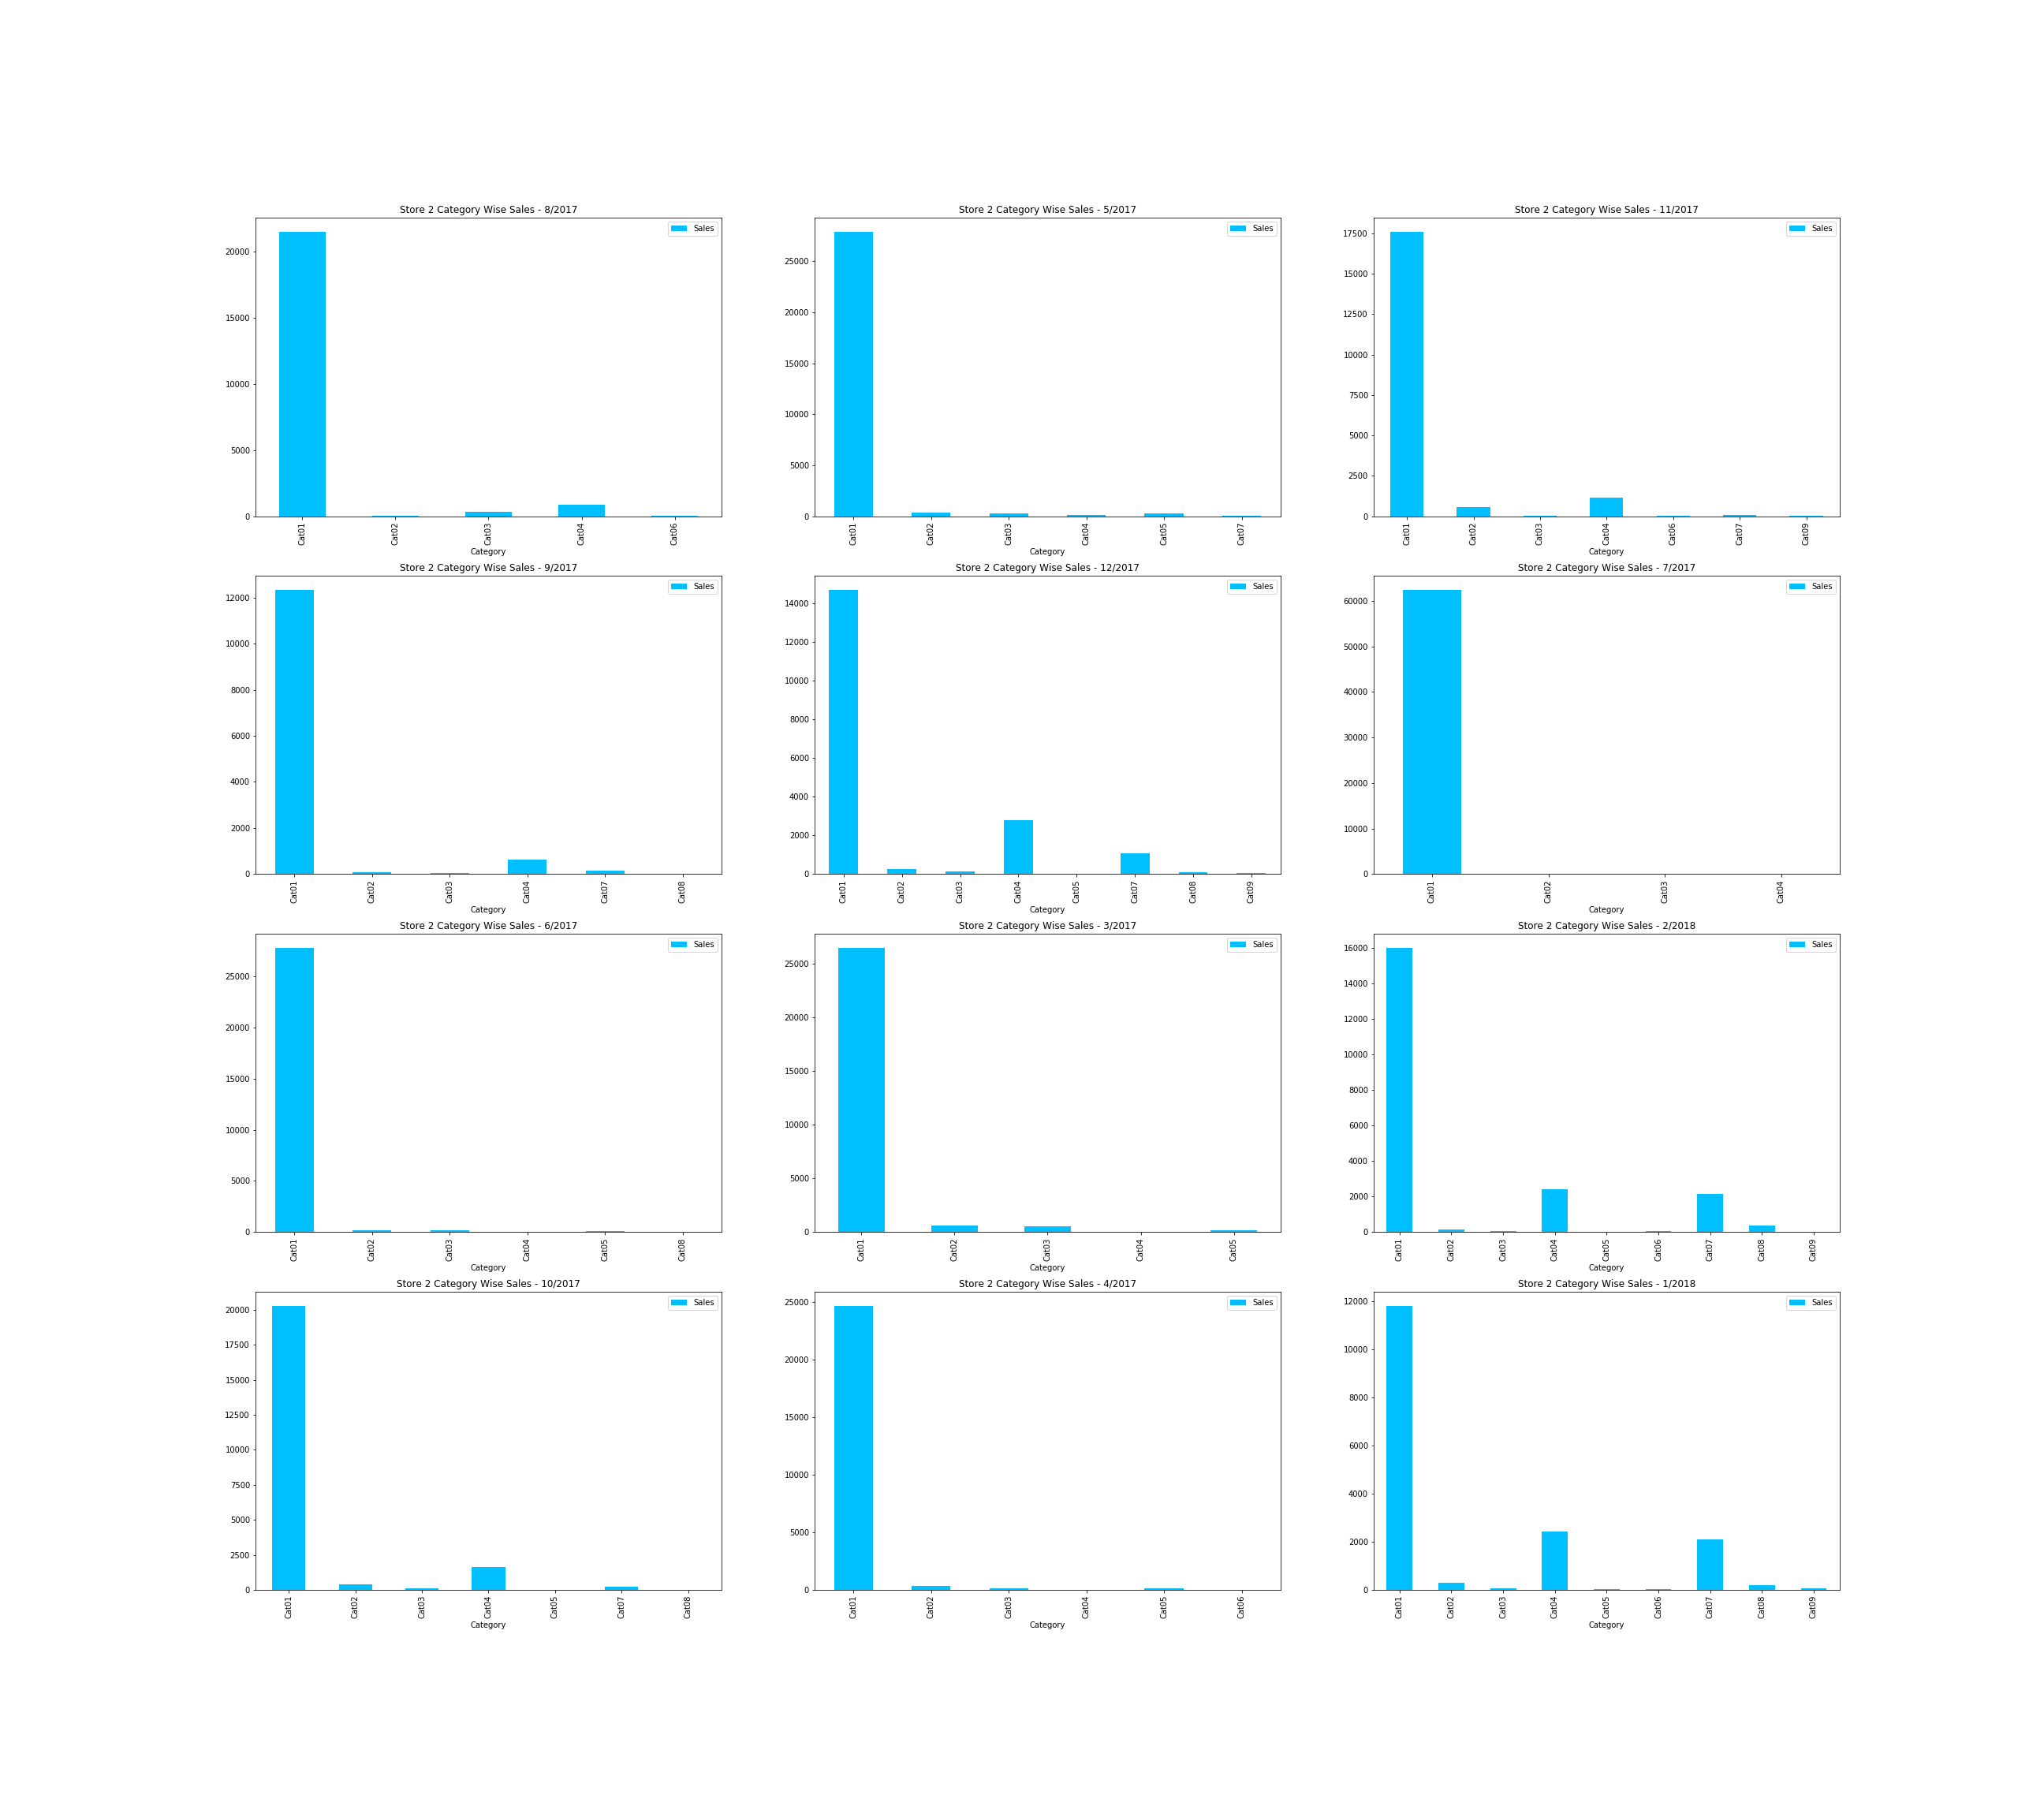 Store 2 Category Wise Sales - 8/2017
Sales
20000
15000
10000
5000
0
Cat01
Cat02
Cat03
Cat04
Cat06
Category
Store 2 Category Wise Sales - 5/2017
Sales
25000
20000
15000
10000
5000
0
Cat01
Cat02
Cat03
Cat04
Cat05
Cat07
Category
Store 2 Category Wise Sales - 11/2017
Sales
17500
15000
12500
10000
7500
5000
2500
0
Cat01
Cat02
Cat03
Cat04
Cat06
Cat07
Cat09
Category
Store 2 Category Wise Sales - 9/2017
Sales
12000
10000
8000
6000
4000
2000
0
Cat01
Cat02
Cat03
Cat04
Cat07
Cat08
Category
Store 2 Category Wise Sales - 12/2017
Sales
14000
12000
10000
8000
6000
4000
2000
0
Cat01
Cat02
Cat03
Cat04
Cat05
Cat07
Cat08
Cat09
Category
Store 2 Category Wise Sales - 7/2017
Sales
60000
50000
40000
30000
20000
10000
0
Cat01
Cat02
Cat03
Cat04
Category
Store 2 Category Wise Sales - 6/2017
Sales
25000
20000
15000
10000
5000
0
Cat01
Cat02
Cat03
Cat04
Cat05
Cat08
Category
Store 2 Category Wise Sales - 3/2017
Sales
25000
20000
15000
10000
5000
0
Cat01
Cat02
Cat03
Cat04
Cat05
Category
Store 2 Category Wise Sales - 2/2018
Sales
16000
14000
12000
10000
8000
6000
4000
2000
0
Cat01
Cat02
Cat03
Cat04
Cat05
Cat06
Cat07
Cat08
Cat09
Category
Store 2 Category Wise Sales - 10/2017
Sales
20000
17500
15000
12500
10000
7500
5000
2500
0
Cat01
Cat02
Cat03
Cat04
Cat05
Cat07
Cat08
Category
Store 2 Category Wise Sales - 4/2017
Sales
25000
20000
15000
10000
5000
0
Cat01
Cat02
Cat03
Cat04
Cat05
Cat06
Category
Store 2 Category Wise Sales - 1/2018
Sales
12000
10000
8000
6000
4000
2000
0
Cat01
Cat02
Cat03
Cat04
Cat05
Cat06
Cat07
Cat08
Cat09
Category